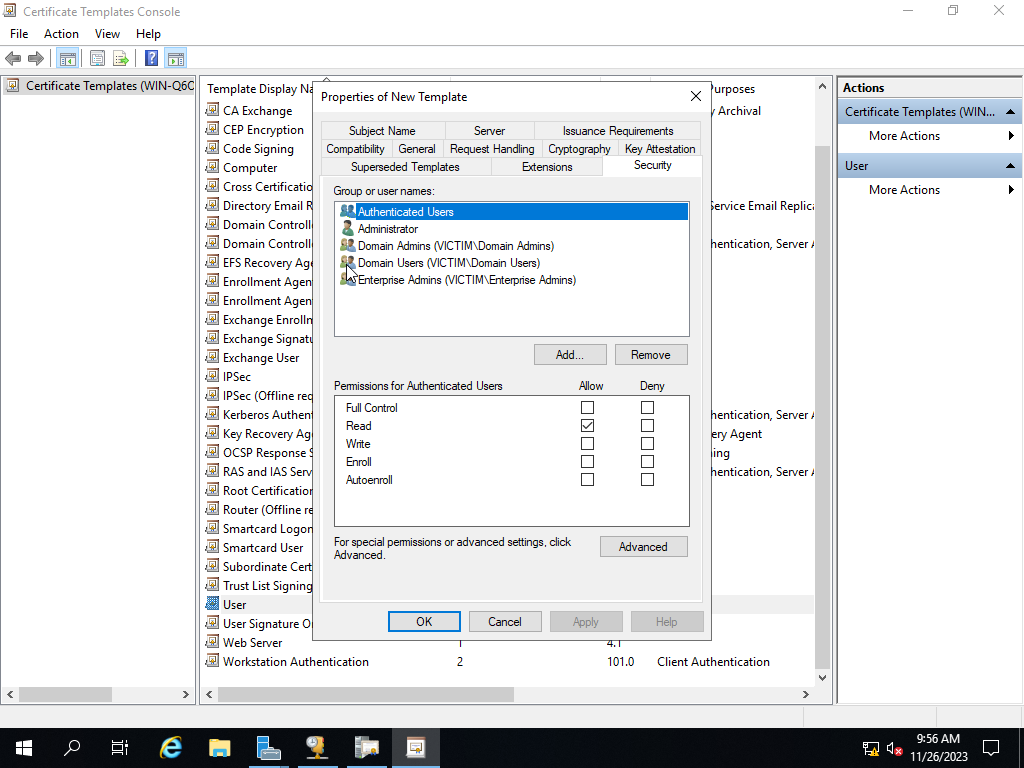 Certificate Templates Console
File Action View Help
Certificate Templates (WIN-Q6C
Template Display Na
urposes
CA Exchange
y Archival
CEP Encryption
Code Signing
Computer
Cross Certificatio
Directory Email R
Service Email Replica
Domain Controlle
Domain Controlle
hentication, Server A
EFS Recovery Age
Enrollment Agen
Enrollment Agen
Exchange Enrollm
Exchange Signatu
Exchange User
IPSec
IPSec (Offline req
Kerberos Authent
hentication, Server A
Key Recovery Agen
ery Agent
OCSP Response S
ning
RAS and IAS Serv
hentication, Server A
Root Certification
Router (Offline re
Smartcard Logon
Smartcard User
Subordinate Cert
Trust List Signing
User
User Signature O
Web Server 1 4.1
Workstation Authentication 2 101.0 Client Authentication
Properties of New Template
Subject Name Server Issuance Requirements
Compatibility General Request Handling Cryptography Key Attestation
Superseded Templates Extensions Security
Group or user names:
Authenticated Users
Administrator
Domain Admins (VICTIM\Domain Admins)
Domain Users (VICTIM\Domain Users)
Enterprise Admins (VICTIM\Enterprise Admins)
Add... Remove
Permissions for Authenticated Users Allow Deny
Full Control
Read
Write
Enroll
Autoenroll
For special permissions or advanced settings, click
Advanced.
Advanced
OK Cancel Apply Help
Actions
Certificate Templates (WIN...
More Actions
User
More Actions
9:56 AM
11/26/2023